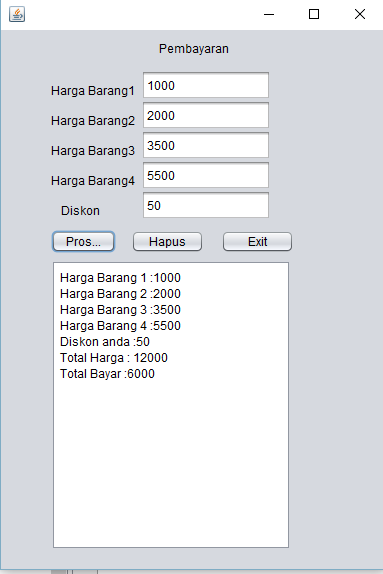 Pembayaran
Harga Barang1 1000
Harga Barang2 2000
Harga Barang3 3500
Harga Barang4 5500
Diskon 50
Pros... Hapus Exit
Harga Barang 1 :1000
Harga Barang 2 :2000
Harga Barang 3 :3500
Harga Barang 4 :5500
Diskon anda :50
Total Harga : 12000
Total Bayar :6000